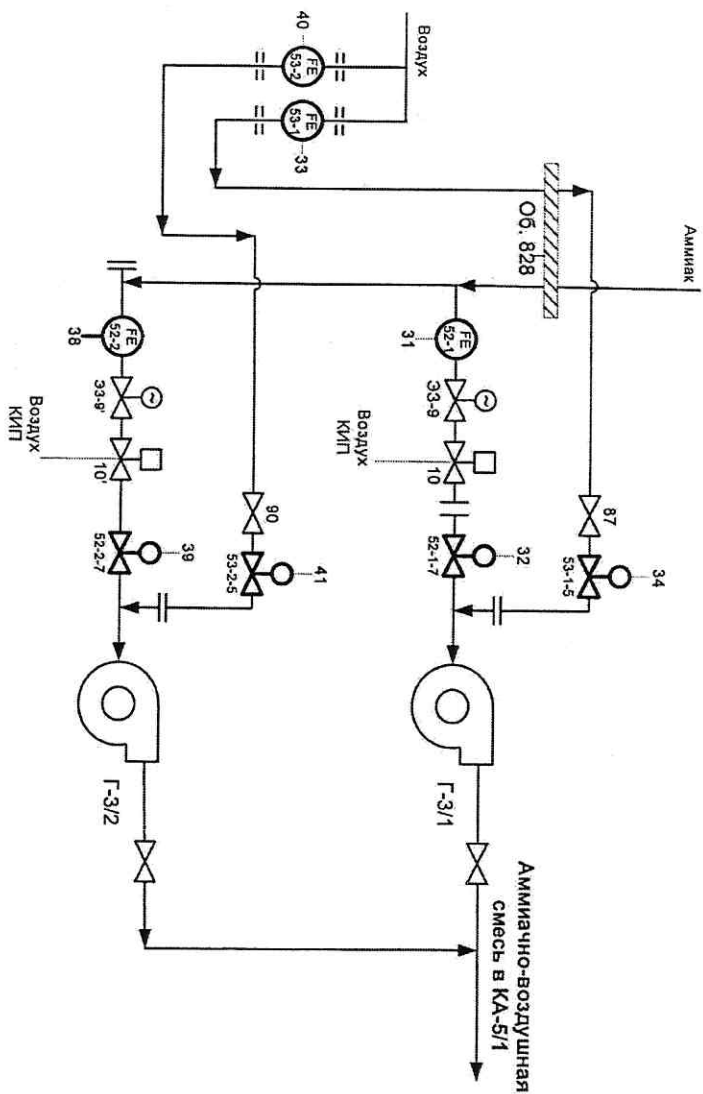 40
FE
53-2
Воздух
FE
53-1
33
Об. 828
Аммиак
38
FE
52-2
ЭЗ-9'
Воздух
КИП
10'
52-2-7
39
90
53-2-5
41
31
FE
52-1
ЭЗ-9
Воздух
КИП
10
52-1-7
32
87
53-1-5
34
Г-3/2
Г-3/1
Аммиачно-воздушная
смесь в КА-5/1